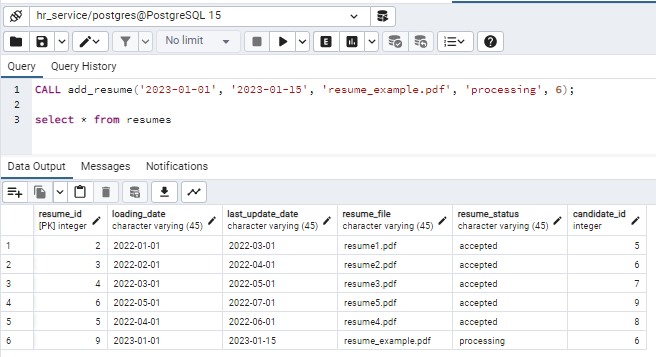 hr_service/postgres@PostgreSQL 15
No limit
E
Query Query History
1 CALL add_resume('2023-01-01', '2023-01-15', 'resume_example.pdf', 'processing', 6);
2
3 select * from resumes
Data Output Messages Notifications
resume_id loading_date last_update_date resume_file resume_status candidate_id
[PK] integer character varying (45) character varying (45) character varying (45) character varying (45) integer
1 2 2022-01-01 2022-03-01 resume1.pdf accepted 5
2 3 2022-02-01 2022-04-01 resume2.pdf accepted 6
3 4 2022-03-01 2022-05-01 resume3.pdf accepted 7
4 6 2022-05-01 2022-07-01 resume5.pdf accepted 9
5 5 2022-04-01 2022-06-01 resume4.pdf accepted 8
6 9 2023-01-01 2023-01-15 resume_example.pdf processing 6